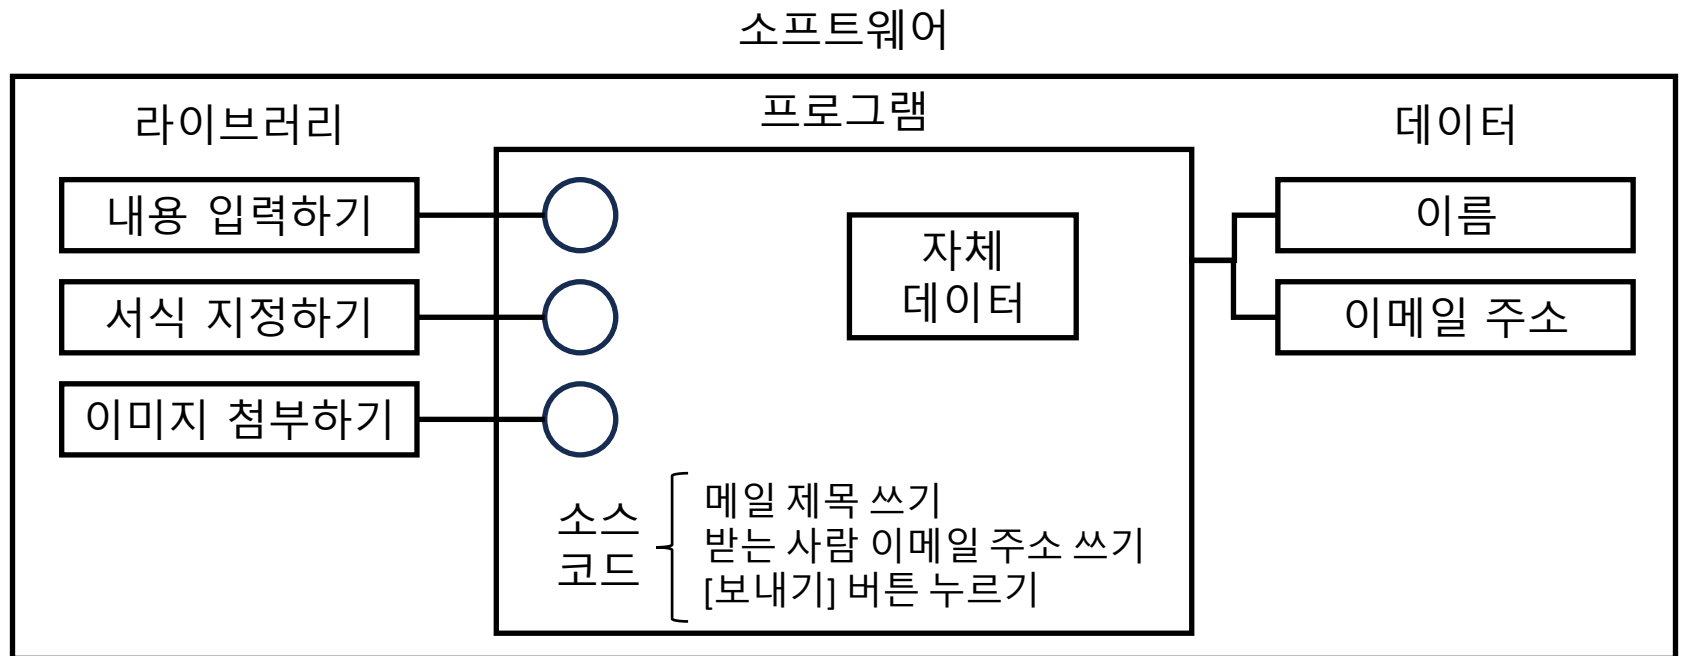 소프트웨어
라이브러리
내용 입력하기
서식 지정하기
이미지 첨부하기
프로그램
자체
데이터
소스
코드
메일 제목 쓰기
받는 사람 이메일 주소 쓰기
[보내기] 버튼 누르기
데이터
이름
이메일 주소